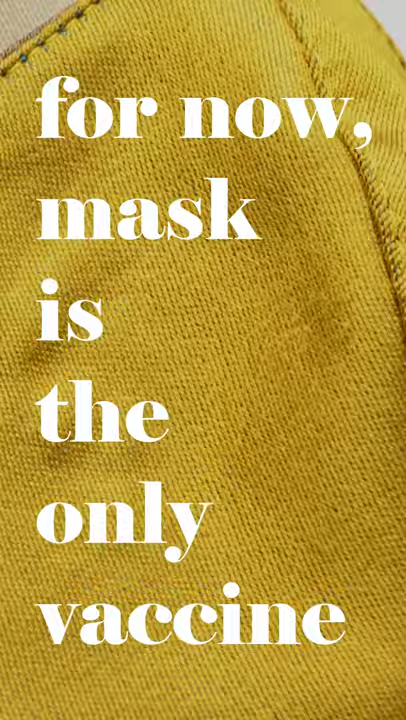 for now,
mask
is
the
only
vaccine